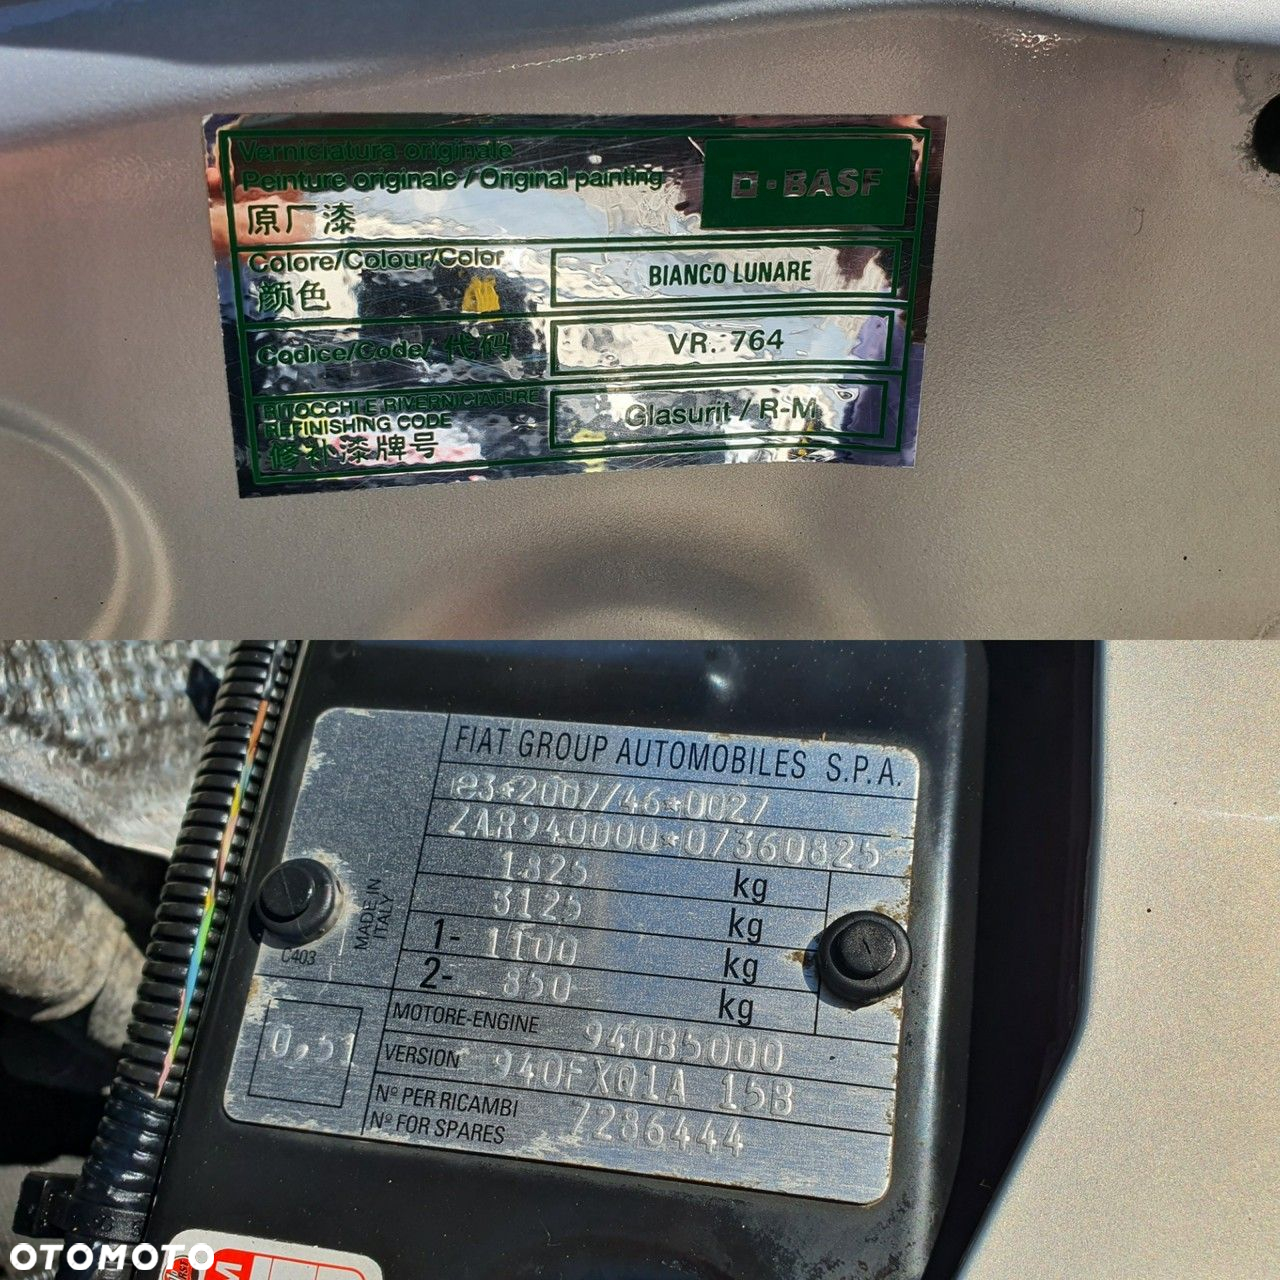 Verniciatura originale
Peinture originale / Original painting
原厂漆
BASF
Colore/Colour/Color
颜色
BIANCO LUNARE
Codice/Code/ 代码
VR. 764
RITOCCHI E RIVERNICIATURE
REFINISHING CODE
修补漆牌号
Glasurit / R-M
FIAT GROUP AUTOMOBILES S.P.A.
e3*2007/46*0027
ZAR940000*07360825
1825 kg
3125 kg
1- 1100 kg
2- 850 kg
MADE IN
ITALY
C403
0,51
MOTORE-ENGINE 940B5000
VERSION 940FXQ1A 15B
N° PER RICAMBI
N° FOR SPARES
7286444
OTOMOTO